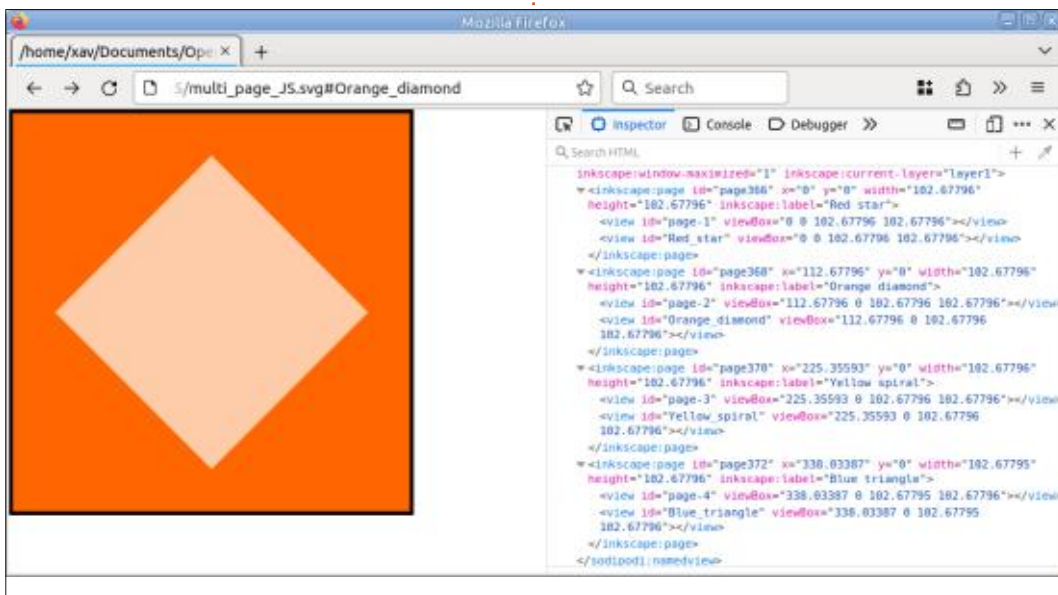 Mozilla Firefox
/home/xav/Documents/Ope × +
S/multi_page_JS.svg#Orange_diamond Search
Inspector Console Debugger
Search HTML
inkscape:window-maximized="1" inkscape:current-layer="layer1">
<inkscape:page id="page366" x="0" y="0" width="102.67796"
height="102.67796" inkscape:label="Red star">
<view id="page-1" viewBox="0 0 102.67796 102.67796"></view>
<view id="Red_star" viewBox="0 0 102.67796 102.67796"></view>
</inkscape:page>
<inkscape:page id="page368" x="112.67796" y="0" width="102.67796"
height="102.67796" inkscape:label="Orange diamond">
<view id="page-2" viewBox="112.67796 0 102.67796 102.67796"></view
<view id="Orange_diamond" viewBox="112.67796 0 102.67796
102.67796"></view>
</inkscape:page>
<inkscape:page id="page370" x="225.35593" y="0" width="102.67796"
height="102.67796" inkscape:label="Yellow spiral">
<view id="page-3" viewBox="225.35593 0 102.67796 102.67796"></view
<view id="Yellow_spiral" viewBox="225.35593 0 102.67796
102.67796"></view>
</inkscape:page>
<inkscape:page id="page372" x="338.03387" y="0" width="102.67795"
height="102.67796" inkscape:label="Blue triangle">
<view id="page-4" viewBox="338.03387 0 102.67795 102.67796"></view
<view id="Blue_triangle" viewBox="338.03387 0 102.67795
102.67796"></view>
</inkscape:page>
</sodipodi:namedview>